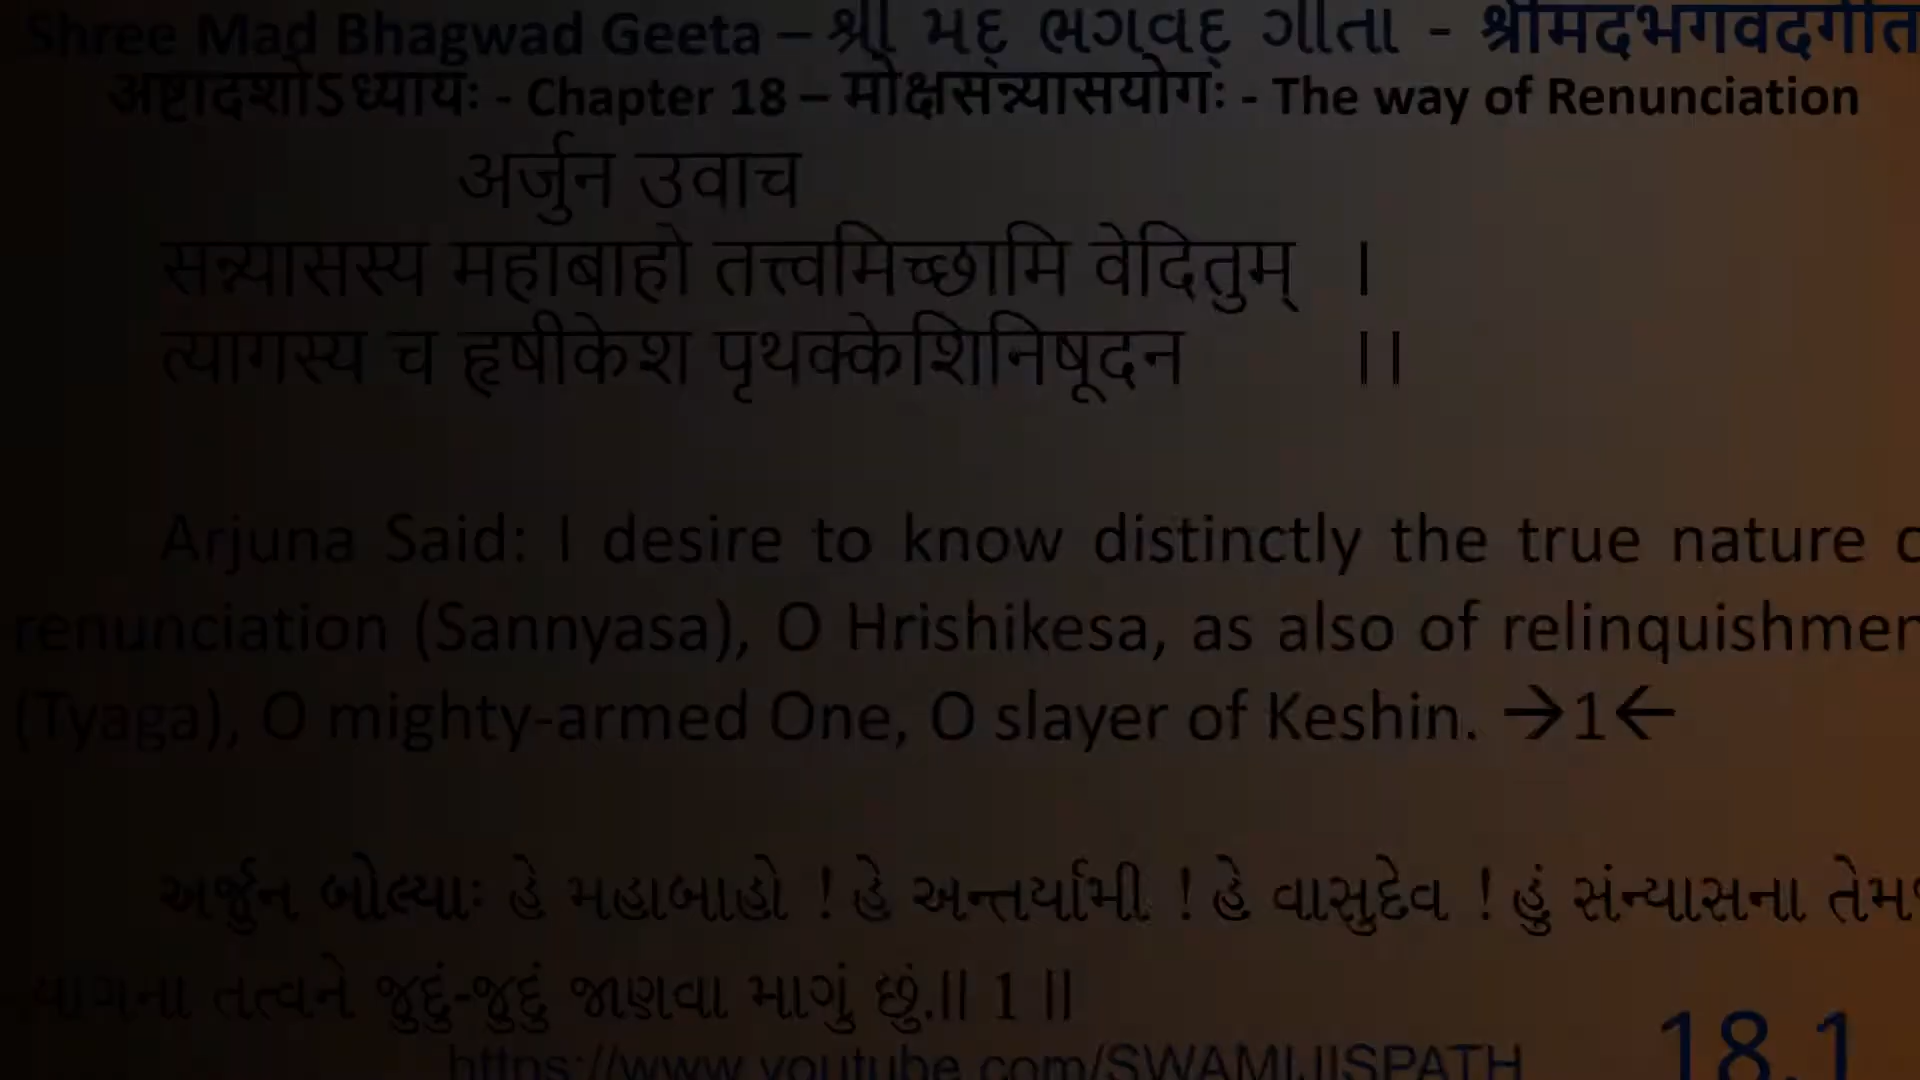 Shree Mad Bhagwad Geeta – શ્રી મદ્ ભગવદ્ ગીતા - श्रीमदभगवदगीत
अष्टादशोऽध्यायः - Chapter 18 – मोक्षसन्न्यासयोगः - The way of Renunciation
अर्जुन उवाच
सन्न्यासस्य महाबाहो तत्त्वमिच्छामि वेदितुम् ।
त्यागस्य च हृषीकेश पृथक्केशिनिषूदन ।।
Arjuna Said: I desire to know distinctly the true nature
renunciation (Sannyasa), O Hrishikesa, as also of relinquishmen
(Tyaga), O mighty-armed One, O slayer of Keshin. →1←
અર્જુન બોલ્યાઃ હે મહાબાહો ! હે અન્તર્યામી ! હે વાસુદેવ ! હું સંન્યાસના તેમ
તત્વને જુદું-જુદું જાણવા માગું છું.॥ 1 ॥
https://www.youtube.com/SWAMIJISPATH 18.1